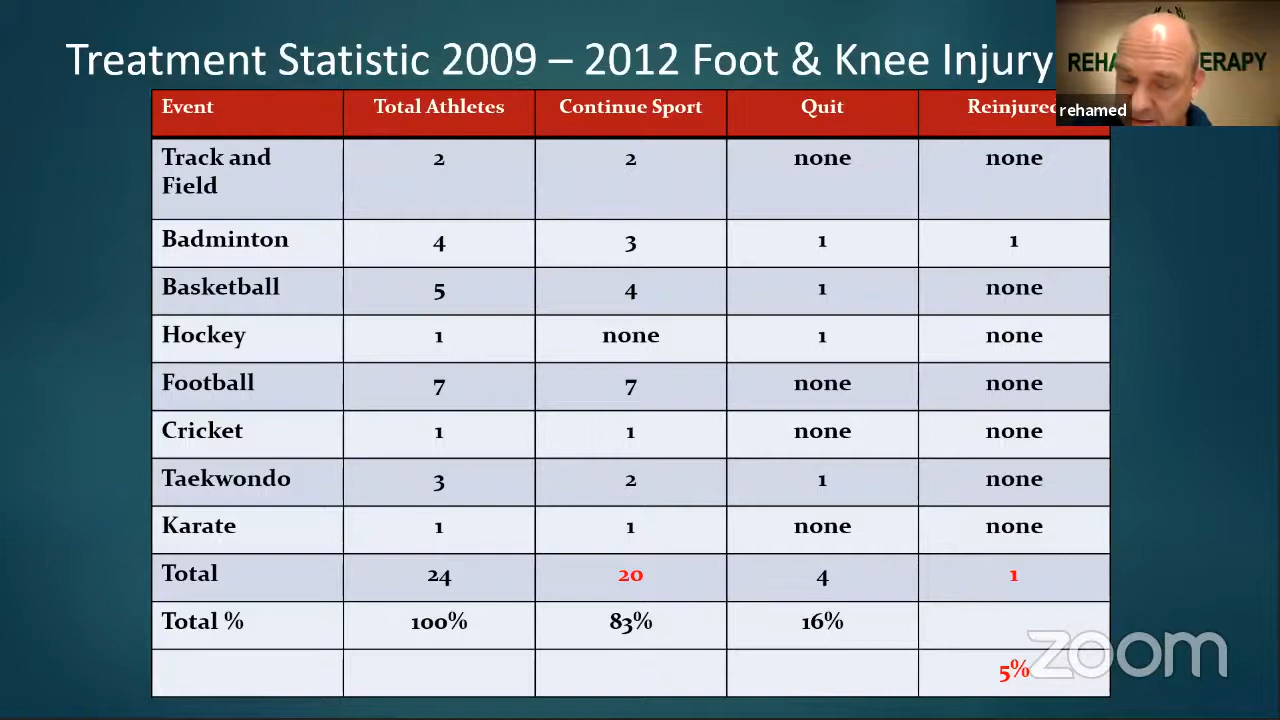 Treatment Statistic 2009 – 2012 Foot & Knee Injury
REHA ERAPY
rehamed
Event Total Athletes Continue Sport Quit Reinjured
Track and
Field 2 2 none none
Badminton 4 3 1 1
Basketball 5 4 1 none
Hockey 1 none 1 none
Football 7 7 none none
Cricket 1 1 none none
Taekwondo 3 2 1 none
Karate 1 1 none none
Total 24 20 4 1
Total % 100% 83% 16%
5%
zoom